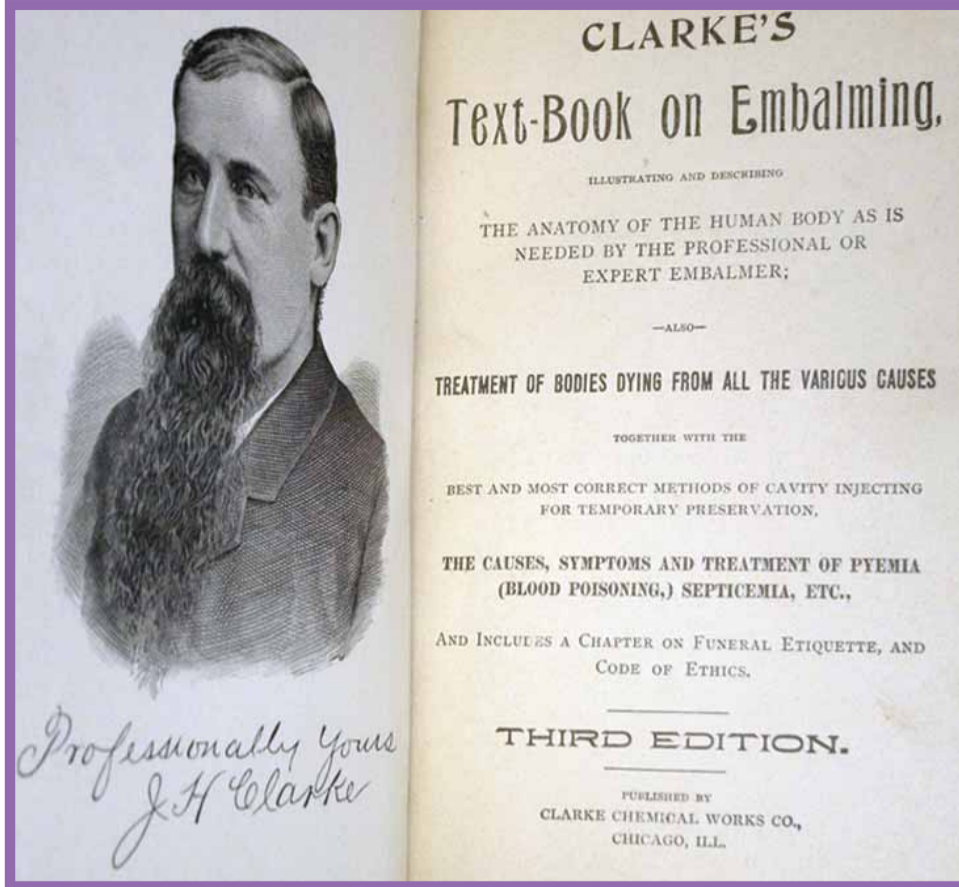 Professionally Yours
J H Clarke
CLARKE'S
Text-Book on Embalming,
ILLUSTRATING AND DESCRIBING
THE ANATOMY OF THE HUMAN BODY AS IS
NEEDED BY THE PROFESSIONAL OR
EXPERT EMBALMER;
—ALSO—
TREATMENT OF BODIES DYING FROM ALL THE VARIOUS CAUSES
TOGETHER WITH THE
BEST AND MOST CORRECT METHODS OF CAVITY INJECTING
FOR TEMPORARY PRESERVATION,
THE CAUSES, SYMPTOMS AND TREATMENT OF PYEMIA
(BLOOD POISONING,) SEPTICEMIA, ETC.,
AND INCLUDES A CHAPTER ON FUNERAL ETIQUETTE, AND
CODE OF ETHICS.
THIRD EDITION.
PUBLISHED BY
CLARKE CHEMICAL WORKS CO.,
CHICAGO, ILL.